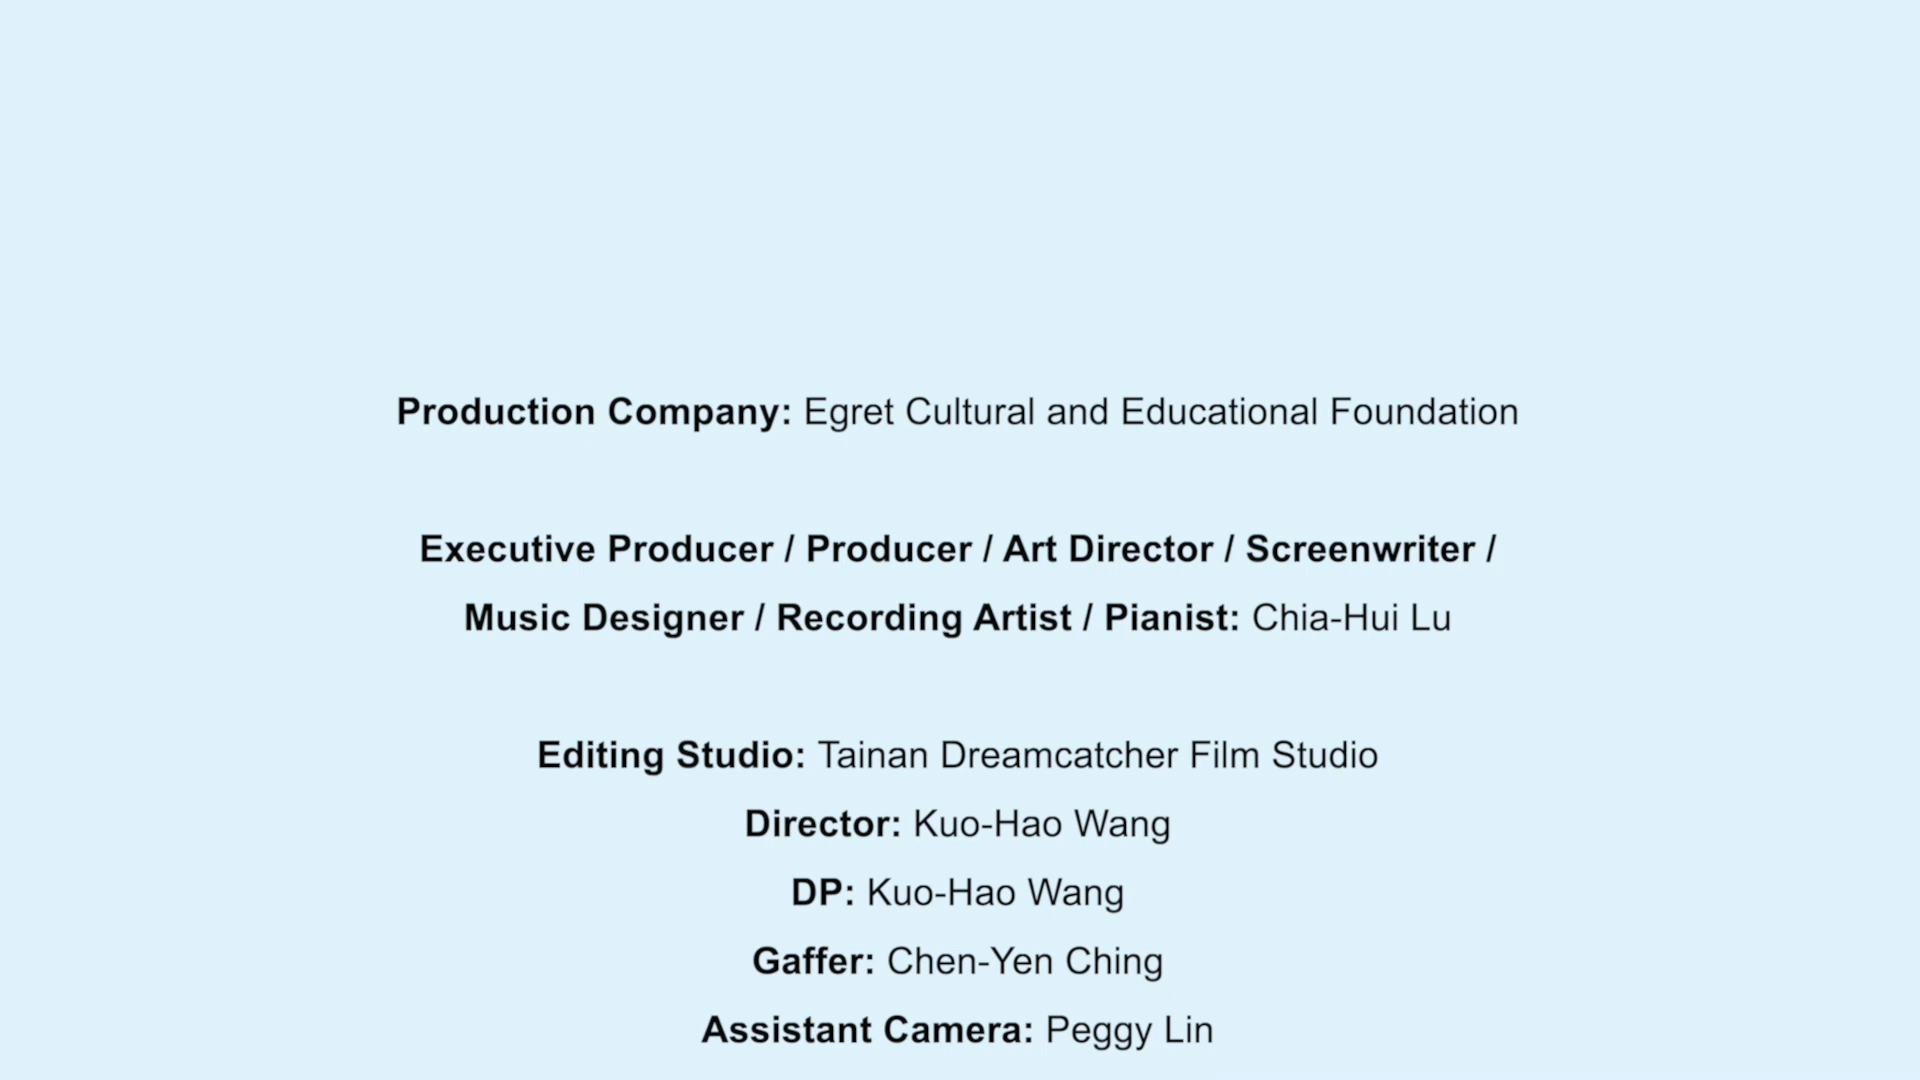 Production Company: Egret Cultural and Educational Foundation
Executive Producer / Producer / Art Director / Screenwriter /
Music Designer / Recording Artist / Pianist: Chia-Hui Lu
Editing Studio: Tainan Dreamcatcher Film Studio
Director: Kuo-Hao Wang
DP: Kuo-Hao Wang
Gaffer: Chen-Yen Ching
Assistant Camera: Peggy Lin